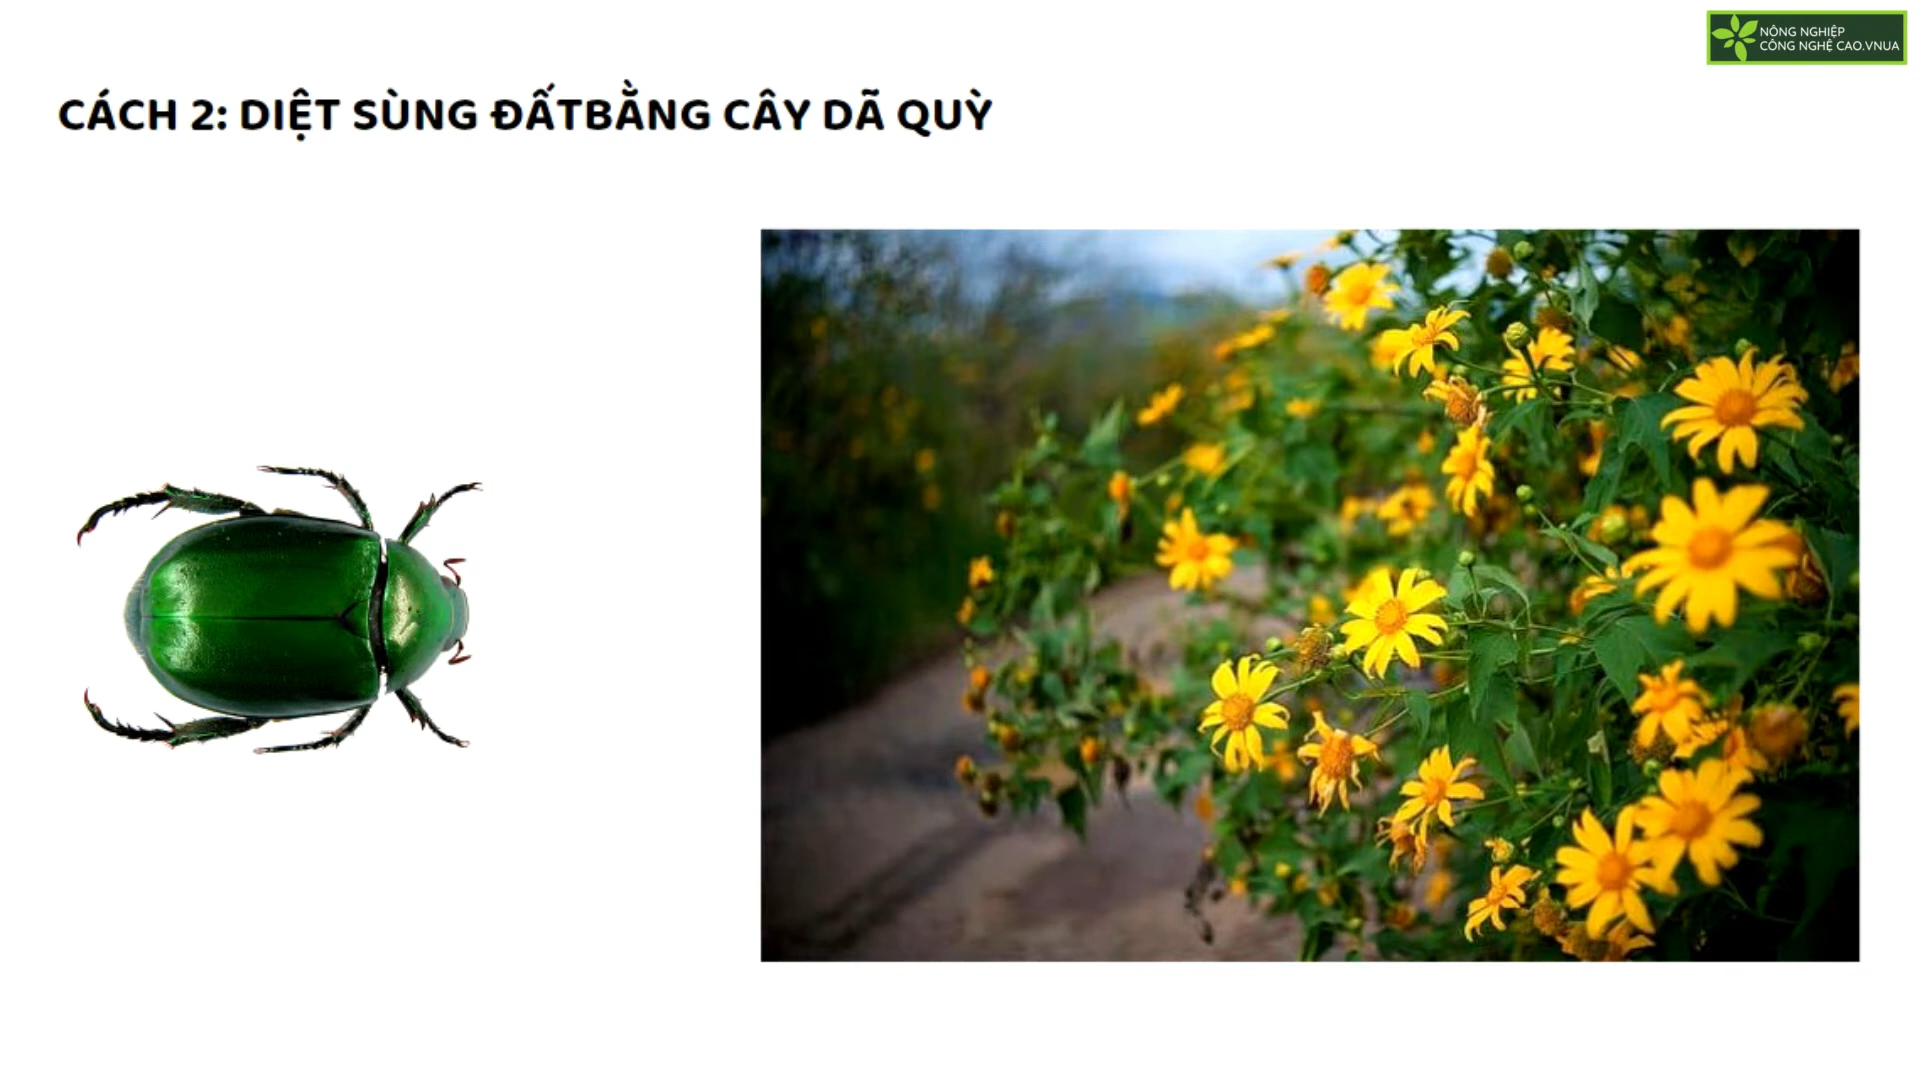 NÔNG NGHIỆP
CÔNG NGHỆ CAO.VNUA
CÁCH 2: DIỆT SÙNG ĐẤTBẰNG CÂY DÃ QUỲ